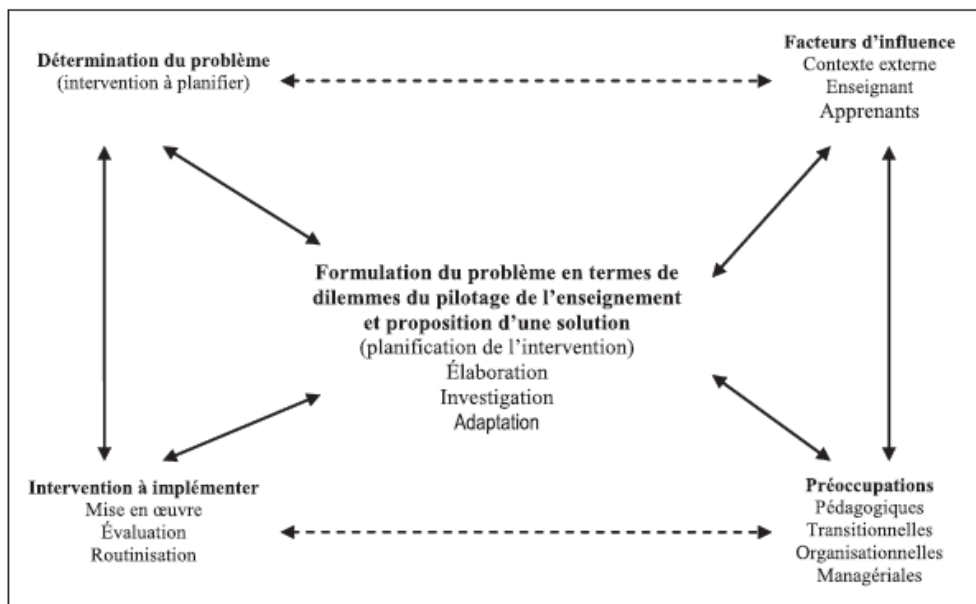 Détermination du problème
(intervention à planifier)
Facteurs d'influence
Contexte externe
Enseignant
Apprenants
Formulation du problème en termes de
dilemmes du pilotage de l'enseignement
et proposition d'une solution
(planification de l'intervention)
Élaboration
Investigation
Adaptation
Intervention à implémenter
Mise en œuvre
Évaluation
Routinisation
Préoccupations
Pédagogiques
Transitionnelles
Organisationnelles
Managériales